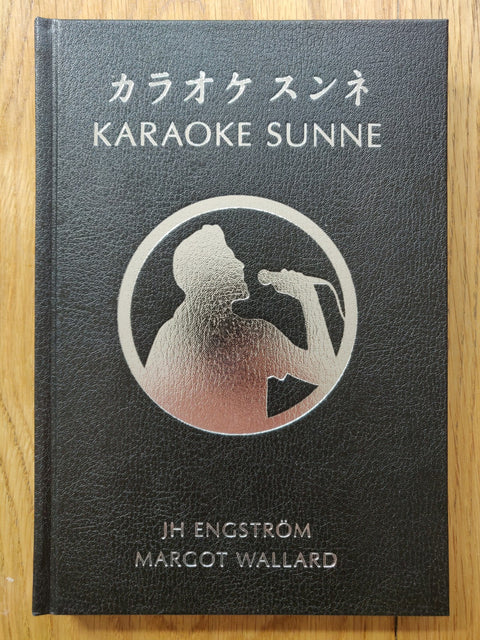 カラオケ スンネ
KARAOKE SUNNE
JH ENGSTRÖM
MARGOT WALLARD